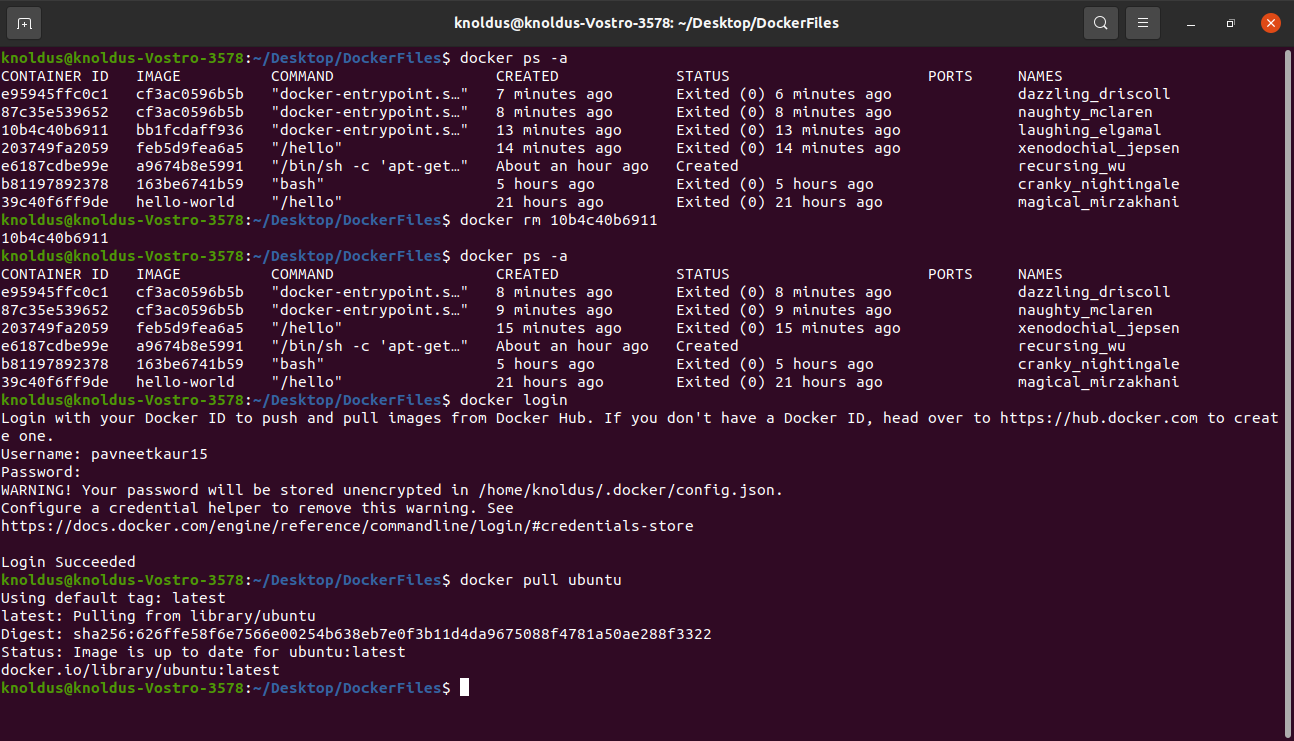 knoldus@knoldus-Vostro-3578: ~/Desktop/DockerFiles
knoldus@knoldus-Vostro-3578:~/Desktop/DockerFiles$ docker ps -a
CONTAINER ID   IMAGE          COMMAND                  CREATED             STATUS                      PORTS     NAMES
e95945ffc0c1   cf3ac0596b5b   "docker-entrypoint.s…"   7 minutes ago       Exited (0) 6 minutes ago              dazzling_driscoll
87c35e539652   cf3ac0596b5b   "docker-entrypoint.s…"   8 minutes ago       Exited (0) 8 minutes ago              naughty_mclaren
10b4c40b6911   bb1fcdaff936   "docker-entrypoint.s…"   13 minutes ago      Exited (0) 13 minutes ago             laughing_elgamal
203749fa2059   feb5d9fea6a5   "/hello"                 14 minutes ago      Exited (0) 14 minutes ago             xenodochial_jepsen
e6187cdbe99e   a9674b8e5991   "/bin/sh -c 'apt-get…"   About an hour ago   Created                               recursing_wu
b81197892378   163be6741b59   "bash"                   5 hours ago         Exited (0) 5 hours ago                cranky_nightingale
39c40f6ff9de   hello-world    "/hello"                 21 hours ago        Exited (0) 21 hours ago               magical_mirzakhani
knoldus@knoldus-Vostro-3578:~/Desktop/DockerFiles$ docker rm 10b4c40b6911
10b4c40b6911
knoldus@knoldus-Vostro-3578:~/Desktop/DockerFiles$ docker ps -a
CONTAINER ID   IMAGE          COMMAND                  CREATED             STATUS                      PORTS     NAMES
e95945ffc0c1   cf3ac0596b5b   "docker-entrypoint.s…"   8 minutes ago       Exited (0) 8 minutes ago              dazzling_driscoll
87c35e539652   cf3ac0596b5b   "docker-entrypoint.s…"   9 minutes ago       Exited (0) 9 minutes ago              naughty_mclaren
203749fa2059   feb5d9fea6a5   "/hello"                 15 minutes ago      Exited (0) 15 minutes ago             xenodochial_jepsen
e6187cdbe99e   a9674b8e5991   "/bin/sh -c 'apt-get…"   About an hour ago   Created                               recursing_wu
b81197892378   163be6741b59   "bash"                   5 hours ago         Exited (0) 5 hours ago                cranky_nightingale
39c40f6ff9de   hello-world    "/hello"                 21 hours ago        Exited (0) 21 hours ago               magical_mirzakhani
knoldus@knoldus-Vostro-3578:~/Desktop/DockerFiles$ docker login
Login with your Docker ID to push and pull images from Docker Hub. If you don't have a Docker ID, head over to https://hub.docker.com to creat
e one.
Username: pavneetkaur15
Password:
WARNING! Your password will be stored unencrypted in /home/knoldus/.docker/config.json.
Configure a credential helper to remove this warning. See
https://docs.docker.com/engine/reference/commandline/login/#credentials-store
Login Succeeded
knoldus@knoldus-Vostro-3578:~/Desktop/DockerFiles$ docker pull ubuntu
Using default tag: latest
latest: Pulling from library/ubuntu
Digest: sha256:626ffe58f6e7566e00254b638eb7e0f3b11d4da9675088f4781a50ae288f3322
Status: Image is up to date for ubuntu:latest
docker.io/library/ubuntu:latest
knoldus@knoldus-Vostro-3578:~/Desktop/DockerFiles$